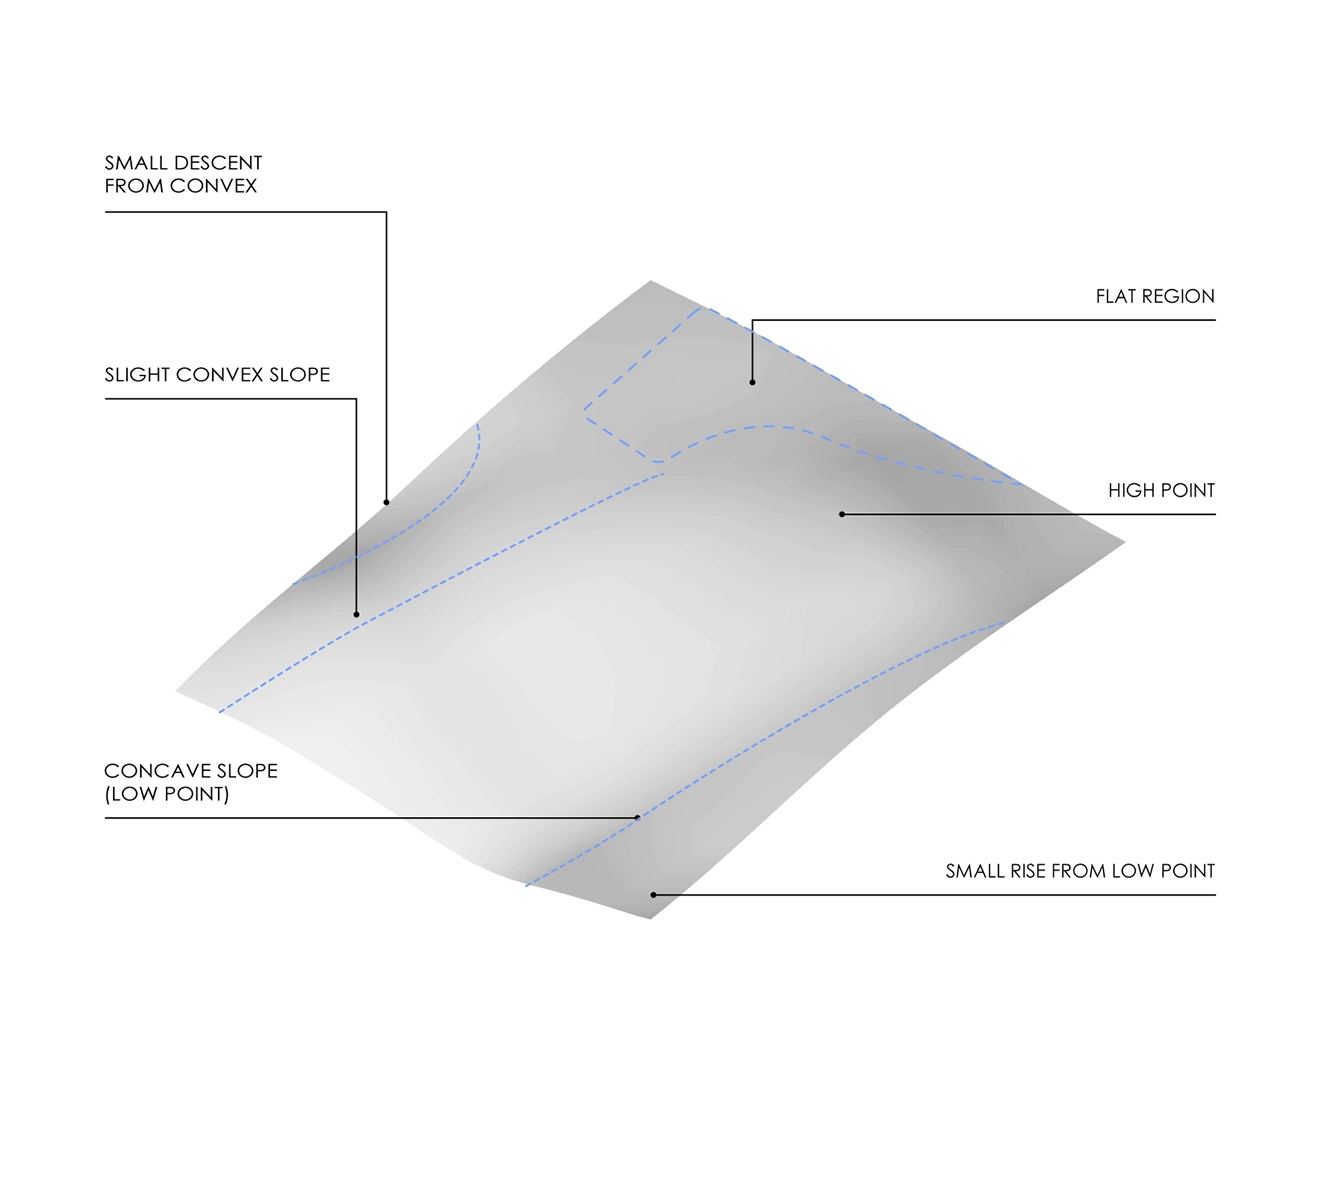 SMALL DESCENT
FROM CONVEX
FLAT REGION
SLIGHT CONVEX SLOPE
HIGH POINT
CONCAVE SLOPE
(LOW POINT)
SMALL RISE FROM LOW POINT